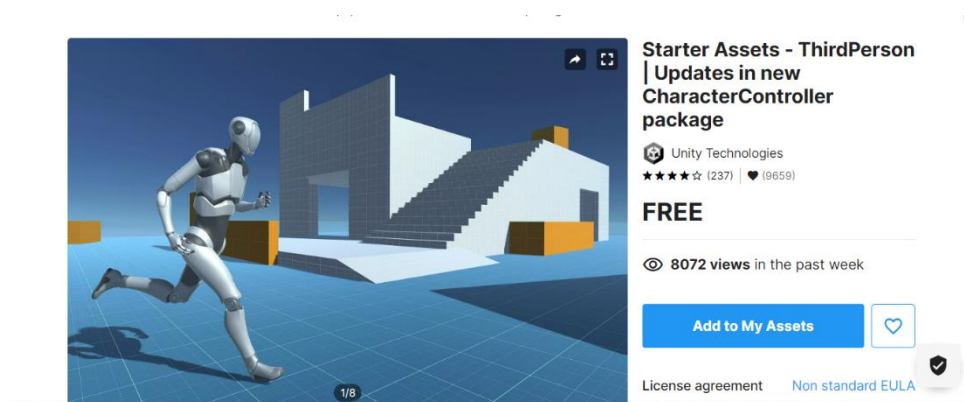 Starter Assets - ThirdPerson
| Updates in new
CharacterController
package
Unity Technologies
(237) | (9659)
FREE
8072 views in the past week
Add to My Assets
License agreement Non standard EULA
1/8